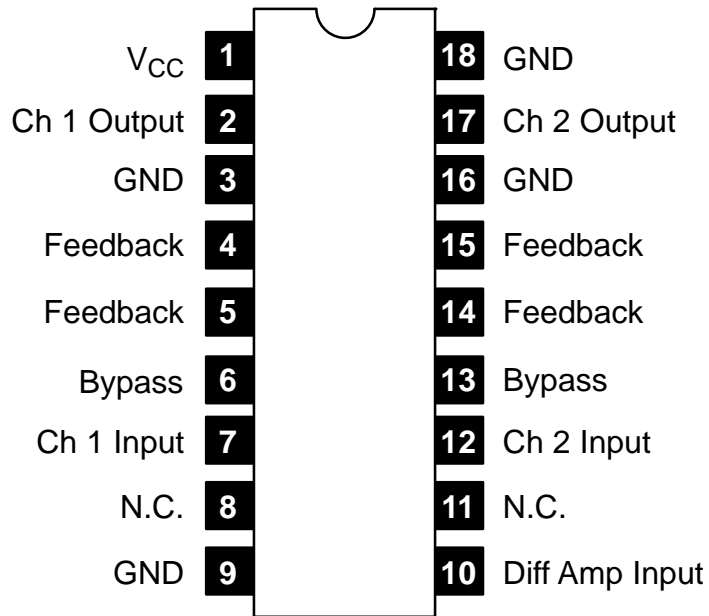 V_CC 1 18 GND
Ch 1 Output 2 17 Ch 2 Output
GND 3 16 GND
Feedback 4 15 Feedback
Feedback 5 14 Feedback
Bypass 6 13 Bypass
Ch 1 Input 7 12 Ch 2 Input
N.C. 8 11 N.C.
GND 9 10 Diff Amp Input